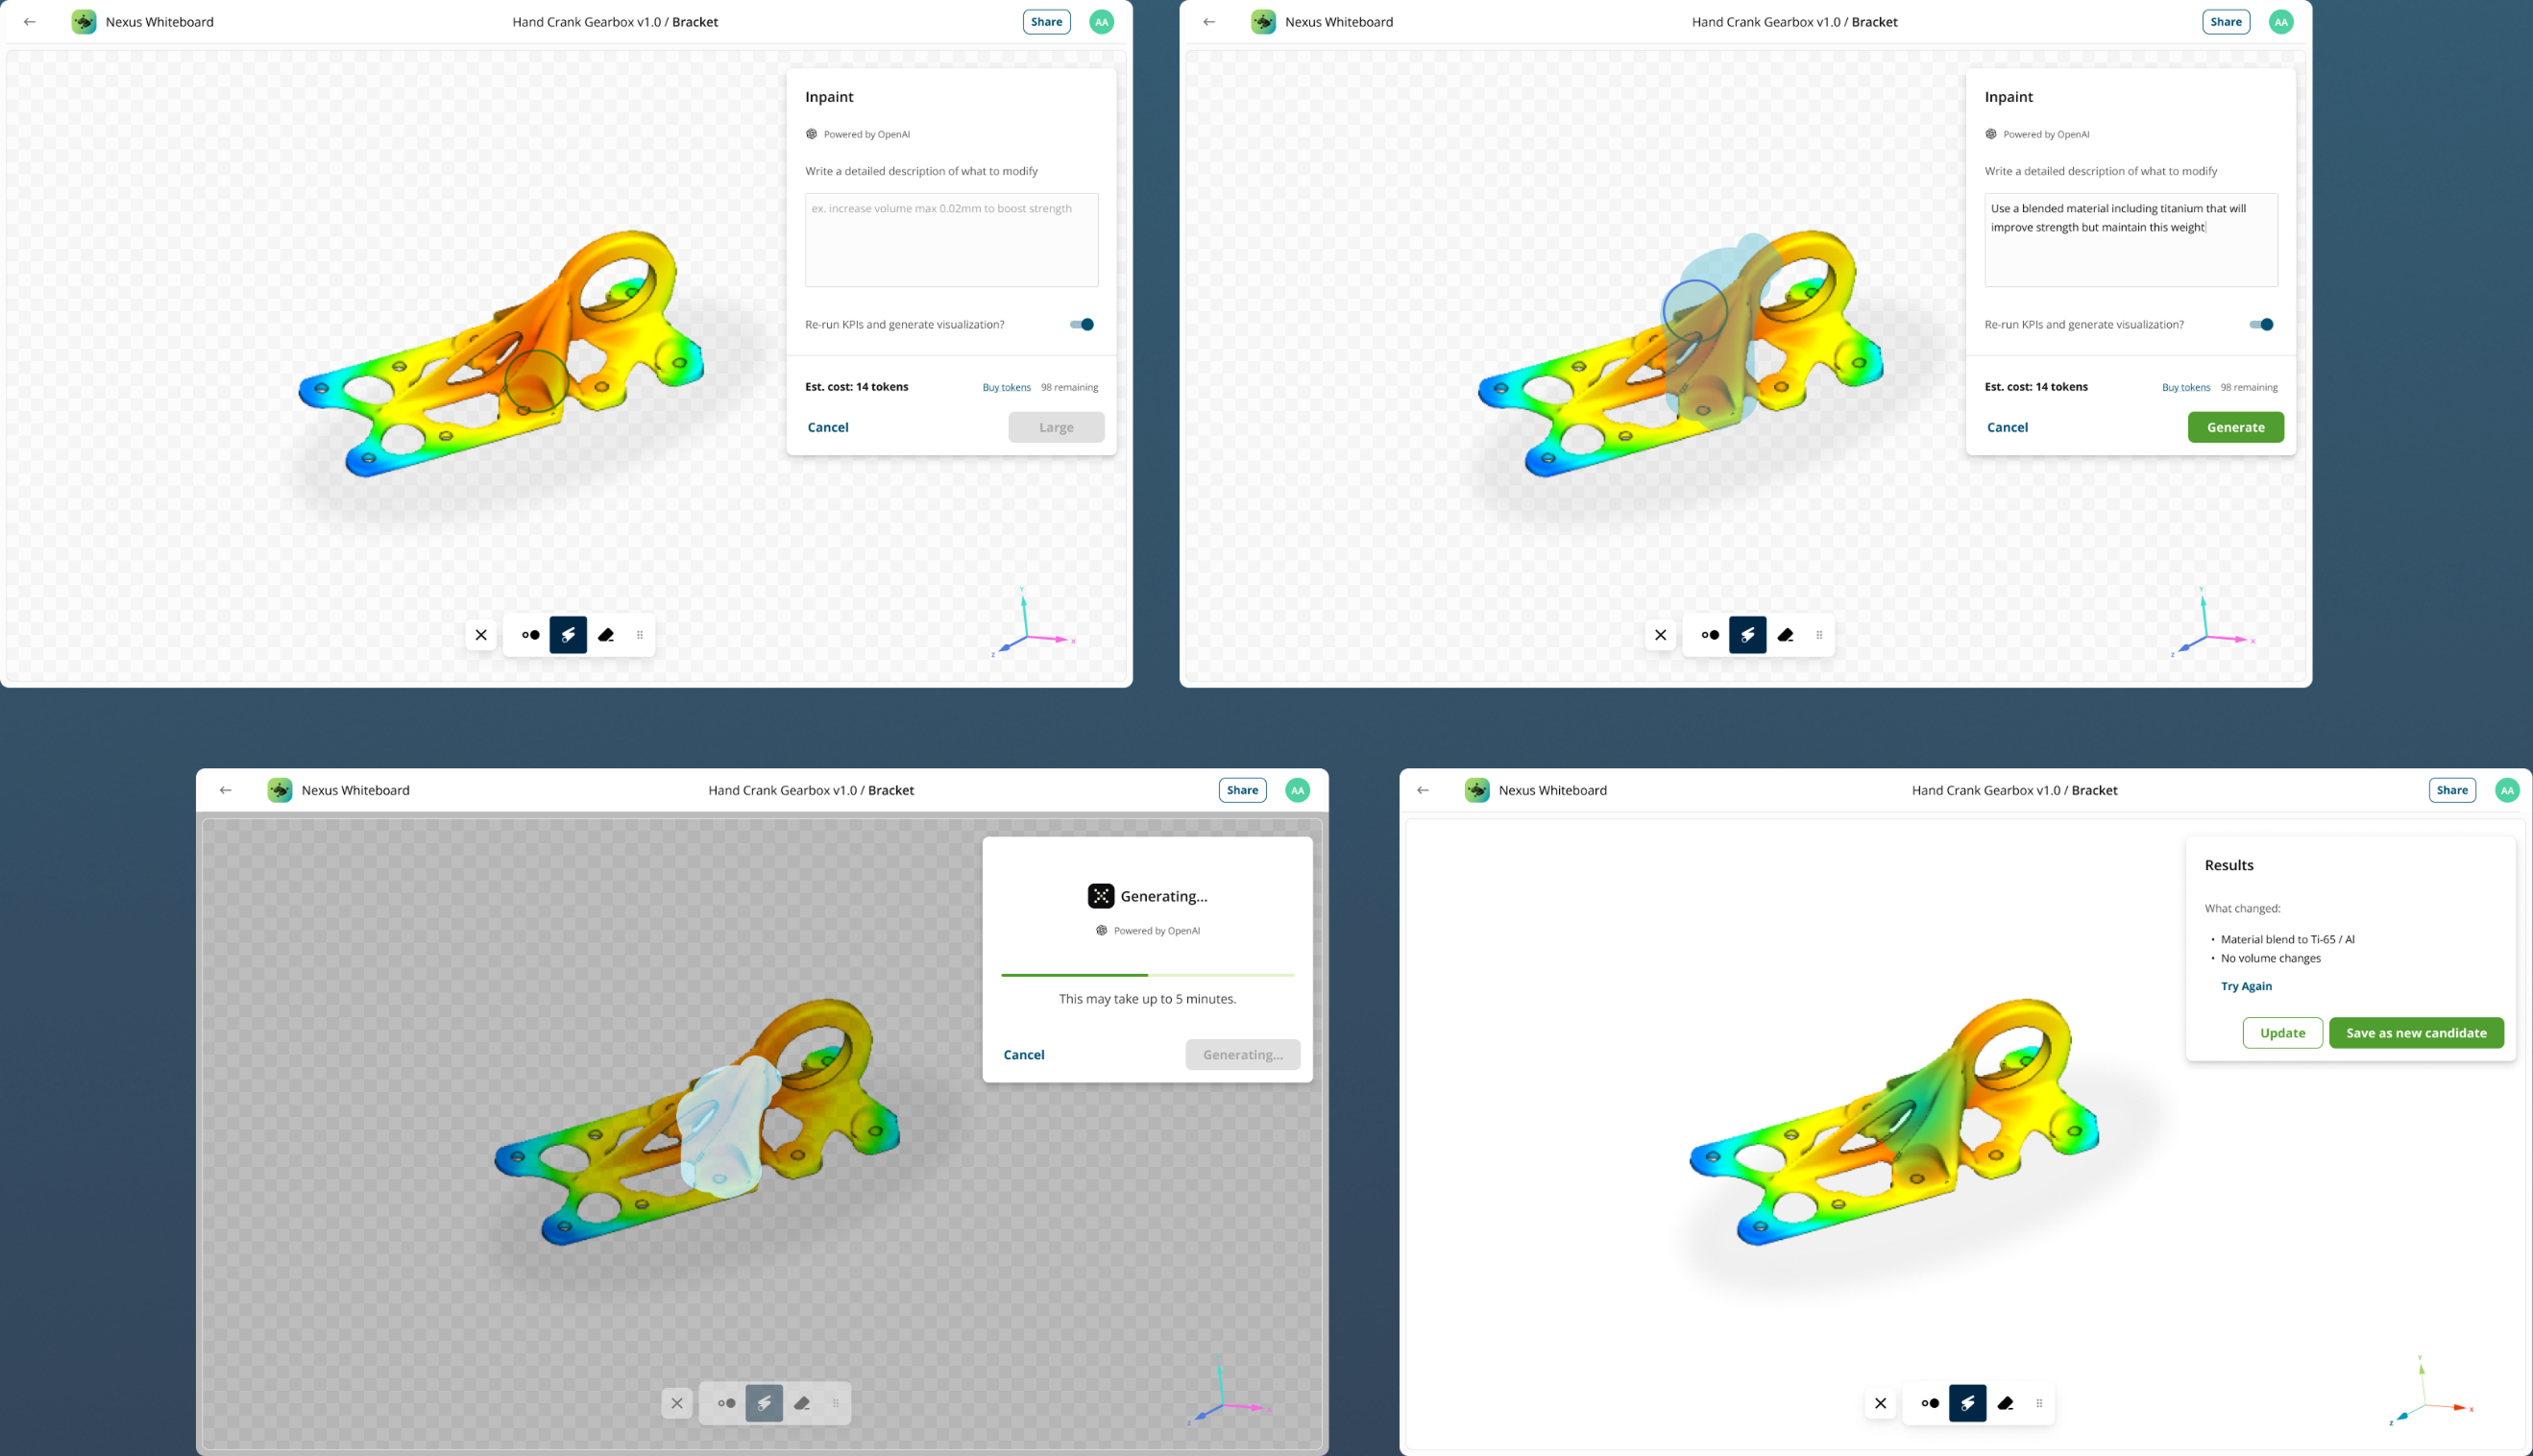 Nexus Whiteboard
Hand Crank Gearbox v1.0 / Bracket
Share
AA
Inpaint
Powered by OpenAI
Write a detailed description of what to modify
ex. increase volume max 0.02mm to boost strength
Re-run KPIs and generate visualization?
Est. cost: 14 tokens
Buy tokens
98 remaining
Cancel
Large
Y
X
Z
Nexus Whiteboard
Hand Crank Gearbox v1.0 / Bracket
Share
AA
Inpaint
Powered by OpenAI
Write a detailed description of what to modify
Use a blended material including titanium that will
improve strength but maintain this weight
Re-run KPIs and generate visualization?
Est. cost: 14 tokens
Buy tokens
98 remaining
Cancel
Generate
Y
X
Z
Nexus Whiteboard
Hand Crank Gearbox v1.0 / Bracket
Share
AA
Generating...
Powered by OpenAI
This may take up to 5 minutes.
Cancel
Generating...
Y
X
Z
Nexus Whiteboard
Hand Crank Gearbox v1.0 / Bracket
Share
AA
Results
What changed:
• Material blend to Ti-65 / Al
• No volume changes
Try Again
Update
Save as new candidate
Y
X
Z